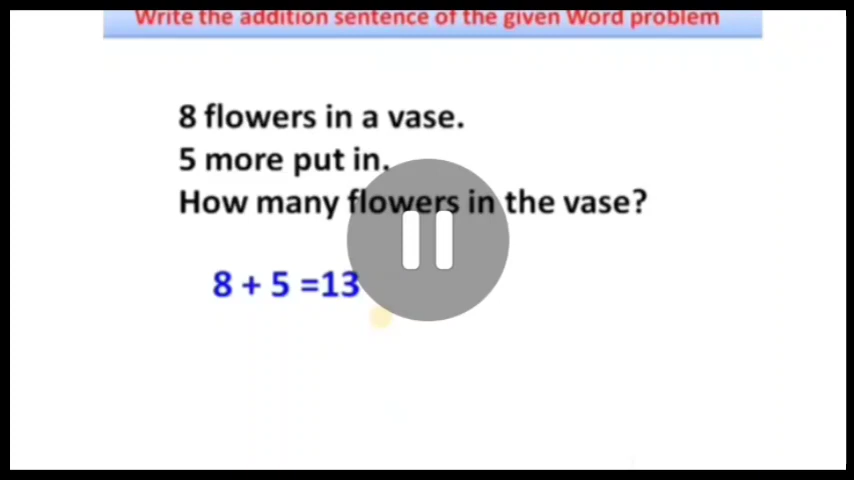 Write the addition sentence of the given Word problem
8 flowers in a vase.
5 more put in.
How many flowers in the vase?
8 + 5 =13